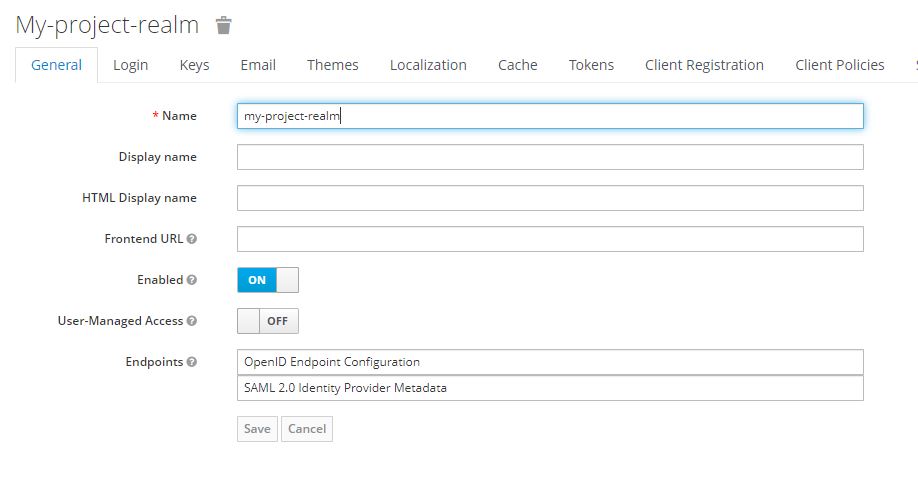 My-project-realm
General Login Keys Email Themes Localization Cache Tokens Client Registration Client Policies
* Name my-project-realm
Display name
HTML Display name
Frontend URL
Enabled ON
User-Managed Access OFF
Endpoints OpenID Endpoint Configuration
SAML 2.0 Identity Provider Metadata
Save Cancel